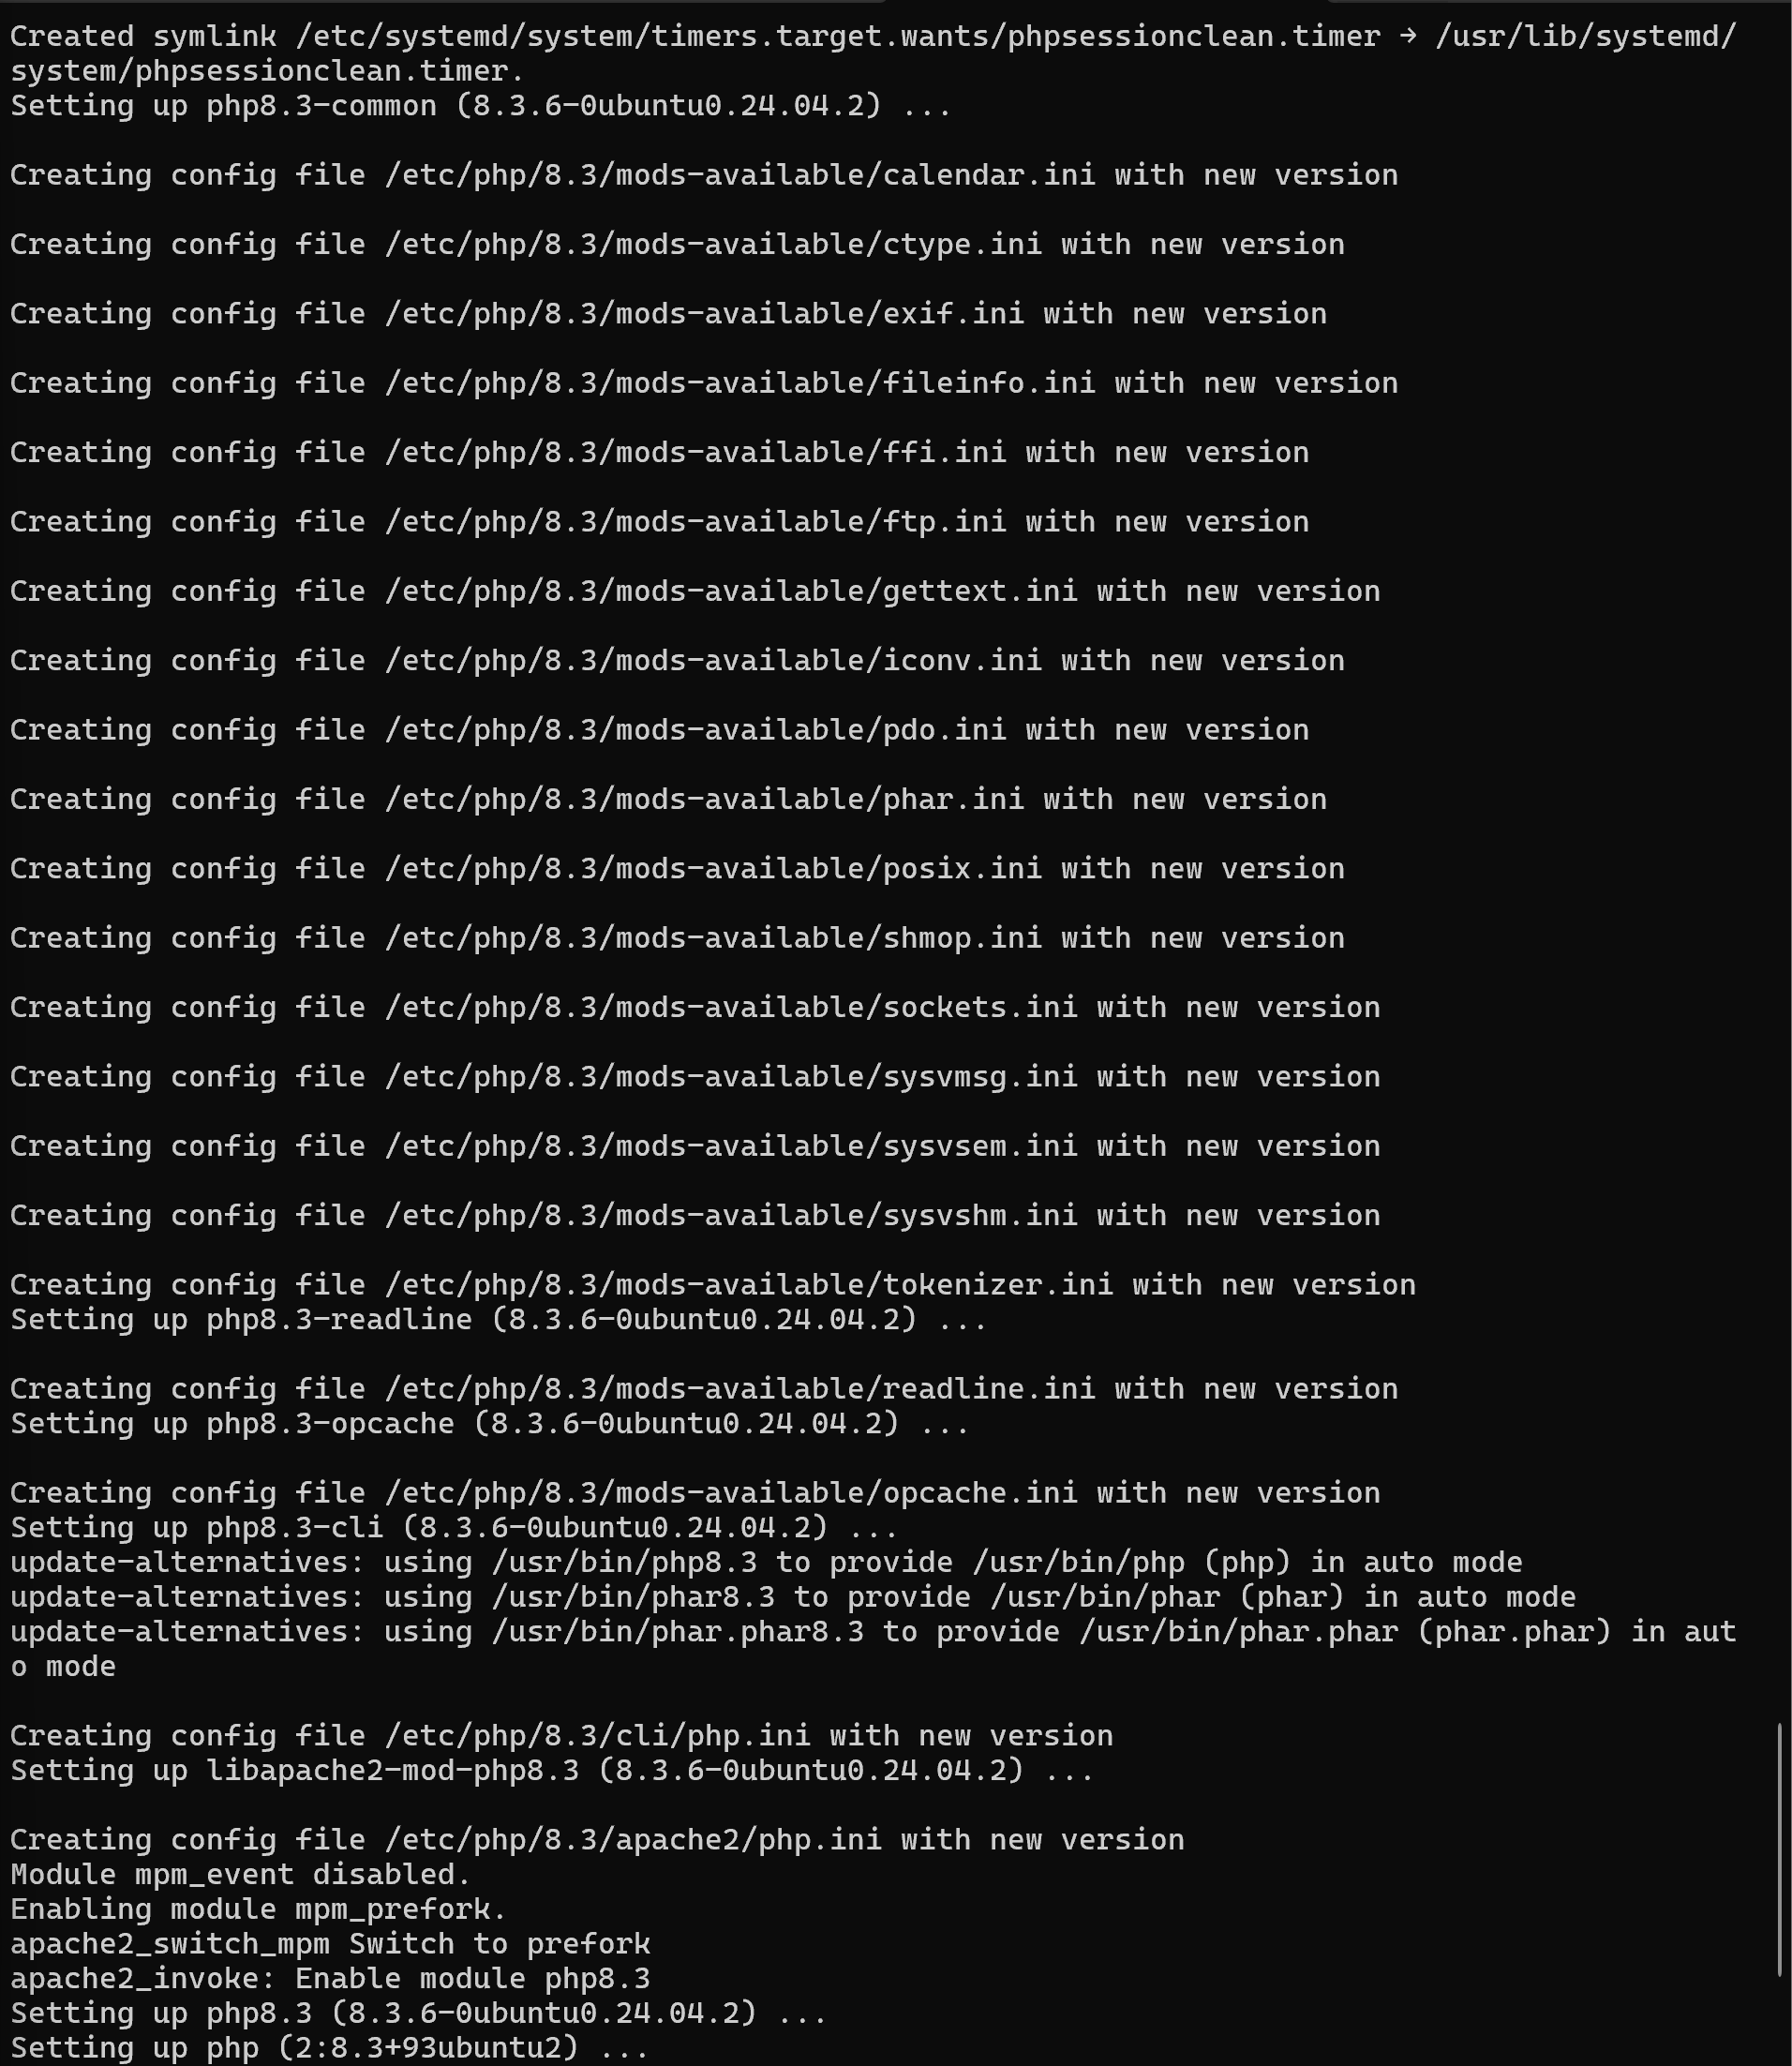 Created symlink /etc/systemd/system/timers.target.wants/phpsessionclean.timer → /usr/lib/systemd/
system/phpsessionclean.timer.
Setting up php8.3-common (8.3.6-0ubuntu0.24.04.2) ...
Creating config file /etc/php/8.3/mods-available/calendar.ini with new version
Creating config file /etc/php/8.3/mods-available/ctype.ini with new version
Creating config file /etc/php/8.3/mods-available/exif.ini with new version
Creating config file /etc/php/8.3/mods-available/fileinfo.ini with new version
Creating config file /etc/php/8.3/mods-available/ffi.ini with new version
Creating config file /etc/php/8.3/mods-available/ftp.ini with new version
Creating config file /etc/php/8.3/mods-available/gettext.ini with new version
Creating config file /etc/php/8.3/mods-available/iconv.ini with new version
Creating config file /etc/php/8.3/mods-available/pdo.ini with new version
Creating config file /etc/php/8.3/mods-available/phar.ini with new version
Creating config file /etc/php/8.3/mods-available/posix.ini with new version
Creating config file /etc/php/8.3/mods-available/shmop.ini with new version
Creating config file /etc/php/8.3/mods-available/sockets.ini with new version
Creating config file /etc/php/8.3/mods-available/sysvmsg.ini with new version
Creating config file /etc/php/8.3/mods-available/sysvsem.ini with new version
Creating config file /etc/php/8.3/mods-available/sysvshm.ini with new version
Creating config file /etc/php/8.3/mods-available/tokenizer.ini with new version
Setting up php8.3-readline (8.3.6-0ubuntu0.24.04.2) ...
Creating config file /etc/php/8.3/mods-available/readline.ini with new version
Setting up php8.3-opcache (8.3.6-0ubuntu0.24.04.2) ...
Creating config file /etc/php/8.3/mods-available/opcache.ini with new version
Setting up php8.3-cli (8.3.6-0ubuntu0.24.04.2) ...
update-alternatives: using /usr/bin/php8.3 to provide /usr/bin/php (php) in auto mode
update-alternatives: using /usr/bin/phar8.3 to provide /usr/bin/phar (phar) in auto mode
update-alternatives: using /usr/bin/phar.phar8.3 to provide /usr/bin/phar.phar (phar.phar) in aut
o mode
Creating config file /etc/php/8.3/cli/php.ini with new version
Setting up libapache2-mod-php8.3 (8.3.6-0ubuntu0.24.04.2) ...
Creating config file /etc/php/8.3/apache2/php.ini with new version
Module mpm_event disabled.
Enabling module mpm_prefork.
apache2_switch_mpm Switch to prefork
apache2_invoke: Enable module php8.3
Setting up php8.3 (8.3.6-0ubuntu0.24.04.2) ...
Setting up php (2:8.3+93ubuntu2) ...